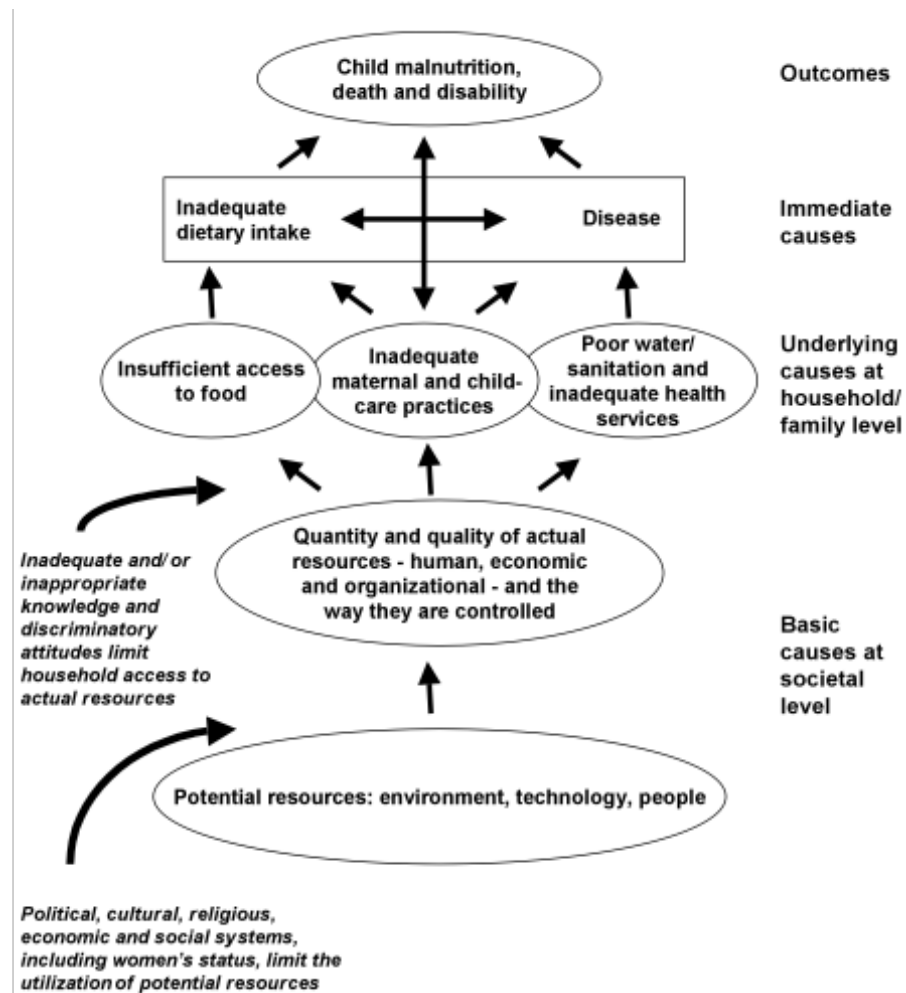 Child malnutrition,
death and disability
Outcomes
Inadequate
dietary intake
Disease
Immediate
causes
Insufficient access
to food
Inadequate
maternal and child-
care practices
Poor water/
sanitation and
inadequate health
services
Underlying
causes at
household/
family level
Quantity and quality of actual
resources - human, economic
and organizational - and the
way they are controlled
Inadequate and/ or
inappropriate
knowledge and
discriminatory
attitudes limit
household access to
actual resources
Basic
causes at
societal
level
Potential resources: environment, technology, people
Political, cultural, religious,
economic and social systems,
including women's status, limit the
utilization of potential resources